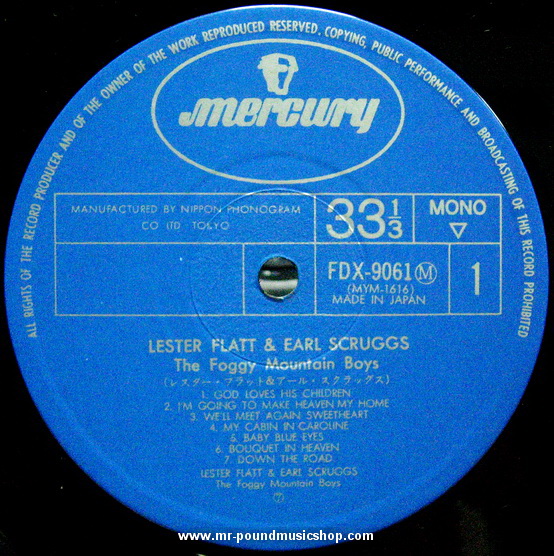 ALL RIGHTS OF THE RECORD PRODUCER AND OF THE OWNER OF THE WORK REPRODUCED RESERVED. COPYING, PUBLIC PERFORMANCE AND BROADCASTING OF THIS RECORD PROHIBITED
mercury
MANUFACTURED BY NIPPON PHONOGRAM
CO LTD TOKYO
33 1/3
MONO
▽
FDX-9061Ⓜ
(MYM-1616)
MADE IN JAPAN
1
LESTER FLATT & EARL SCRUGGS
The Foggy Mountain Boys
(レスター・フラット&アール・スクラッグス)
1. GOD LOVES HIS CHILDREN
2. I'M GOING TO MAKE HEAVEN MY HOME
3. WE'LL MEET AGAIN SWEETHEART
4. MY CABIN IN CAROLINE
5. BABY BLUE EYES
6. BOUQUET IN HEAVEN
7. DOWN THE ROAD
LESTER FLATT & EARL SCRUGGS
The Foggy Mountain Boys
⑦
www.mr-poundmusicshop.com